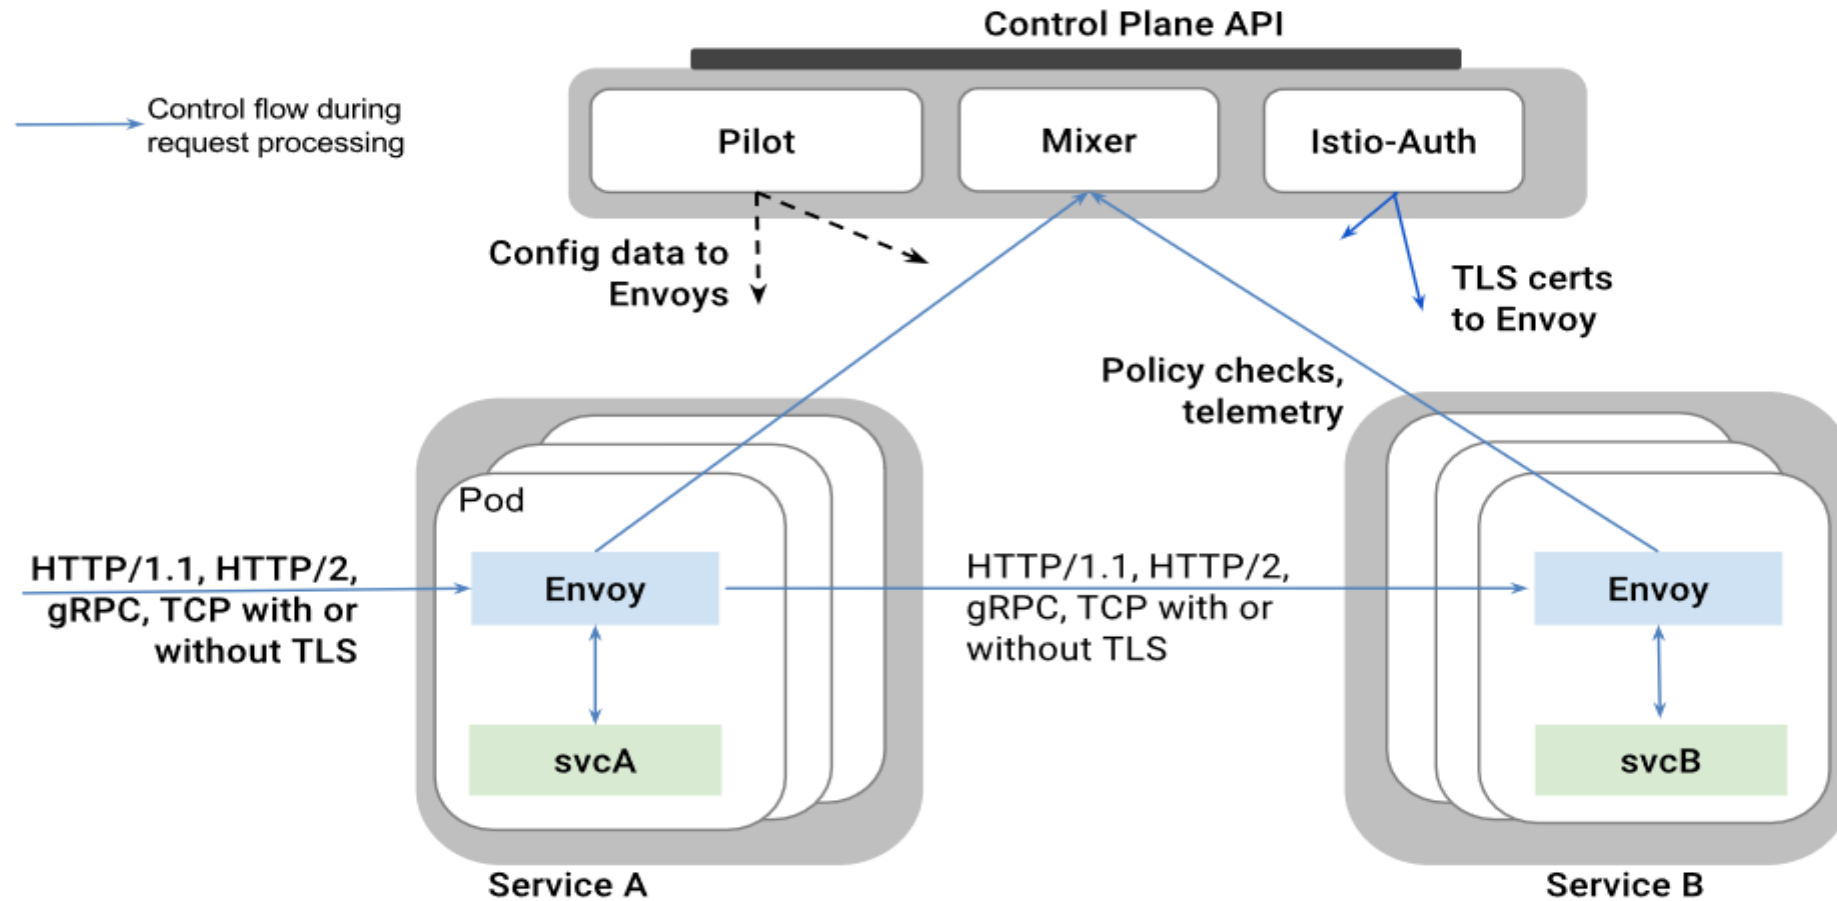 Control Plane API
Control flow during
request processing
Pilot
Mixer
Istio-Auth
Config data to
Envoys
TLS certs
to Envoy
Policy checks,
telemetry
Pod
HTTP/1.1, HTTP/2,
gRPC, TCP with or
without TLS
Envoy
svcA
HTTP/1.1, HTTP/2,
gRPC, TCP with or
without TLS
Envoy
svcB
Service A
Service B